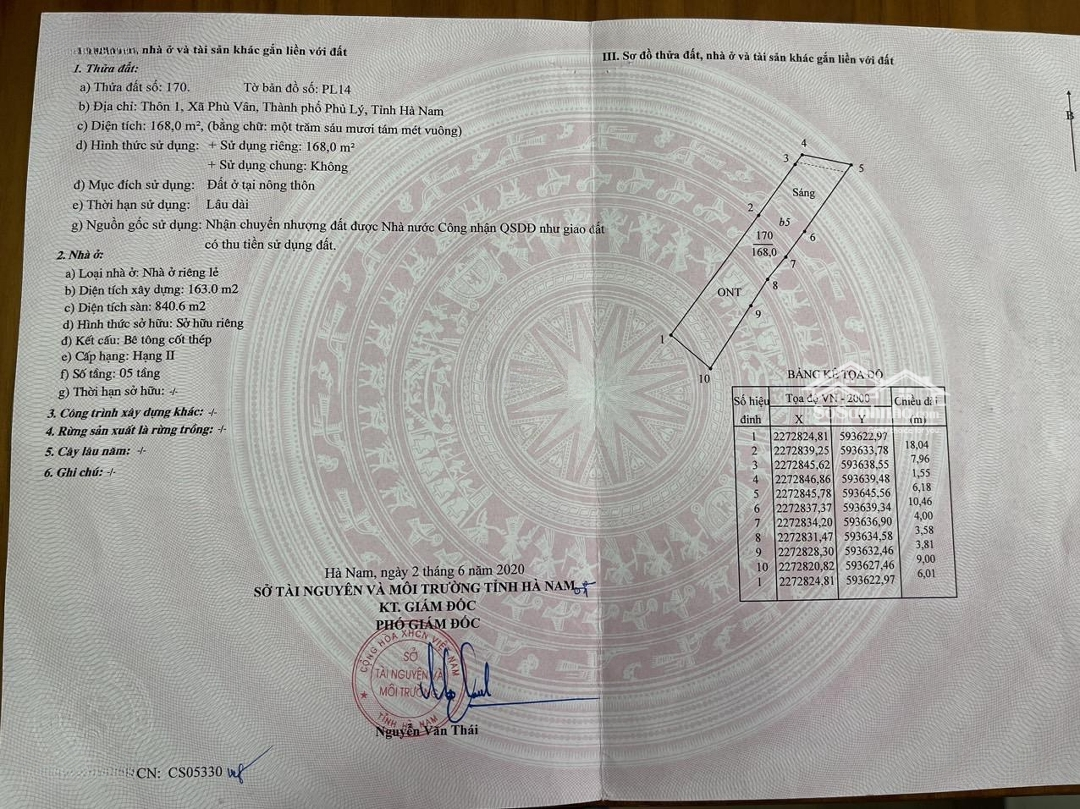 nhà ở và tài sản khác gắn liền với đất
1. Thửa đất:
a) Thửa đất số: 170. Tờ bản đồ số: PL14
b) Địa chỉ: Thôn 1, Xã Phù Vân, Thành phố Phủ Lý, Tỉnh Hà Nam
c) Diện tích: 168,0 m², (bằng chữ: một trăm sáu mươi tám mét vuông)
d) Hình thức sử dụng: + Sử dụng riêng: 168,0 m²
+ Sử dụng chung: Không
đ) Mục đích sử dụng: Đất ở tại nông thôn
e) Thời hạn sử dụng: Lâu dài
g) Nguồn gốc sử dụng: Nhận chuyển nhượng đất được Nhà nước Công nhận QSDĐ như giao đất
có thu tiền sử dụng đất.
2. Nhà ở:
a) Loại nhà ở: Nhà ở riêng lẻ
b) Diện tích xây dựng: 163.0 m2
c) Diện tích sàn: 840.6 m2
d) Hình thức sở hữu: Sở hữu riêng
đ) Kết cấu: Bê tông cốt thép
e) Cấp hạng: Hạng II
f) Số tầng: 05 tầng
g) Thời hạn sở hữu: -/-
3. Công trình xây dựng khác: -/-
4. Rừng sản xuất là rừng trồng: -/-
5. Cây lâu năm: -/-
6. Ghi chú: -/-
Hà Nam, ngày 2 tháng 6 năm 2020
SỞ TÀI NGUYÊN VÀ MÔI TRƯỜNG TỈNH HÀ NAM
KT. GIÁM ĐỐC
PHÓ GIÁM ĐỐC
CỘNG HÒA XHCN VIỆT NAM
SỞ
TÀI NGUYÊN VÀ
MÔI TRƯỜNG
TỈNH HÀ NAM
Nguyễn Văn Thái
CN: CS05330
III. Sơ đồ thửa đất, nhà ở và tài sản khác gắn liền với đất
B
4
3
5
Sáng
2
b5
170
6
168,0
7
8
ONT
9
1
10
BẢNG KÊ TỌA ĐỘ
Số hiệu đỉnh Tọa độ VN - 2000 Chiều dài (m)
X Y
1 2272824,81 593622,97
18,04
2 2272839,25 593633,78
7,96
3 2272845,62 593638,55
1,55
4 2272846,86 593639,48
6,18
5 2272845,78 593645,56
10,46
6 2272837,37 593639,34
4,00
7 2272834,20 593636,90
3,58
8 2272831,47 593634,58
3,81
9 2272828,30 593632,46
9,00
10 2272820,82 593627,46
6,01
1 2272824,81 593622,97